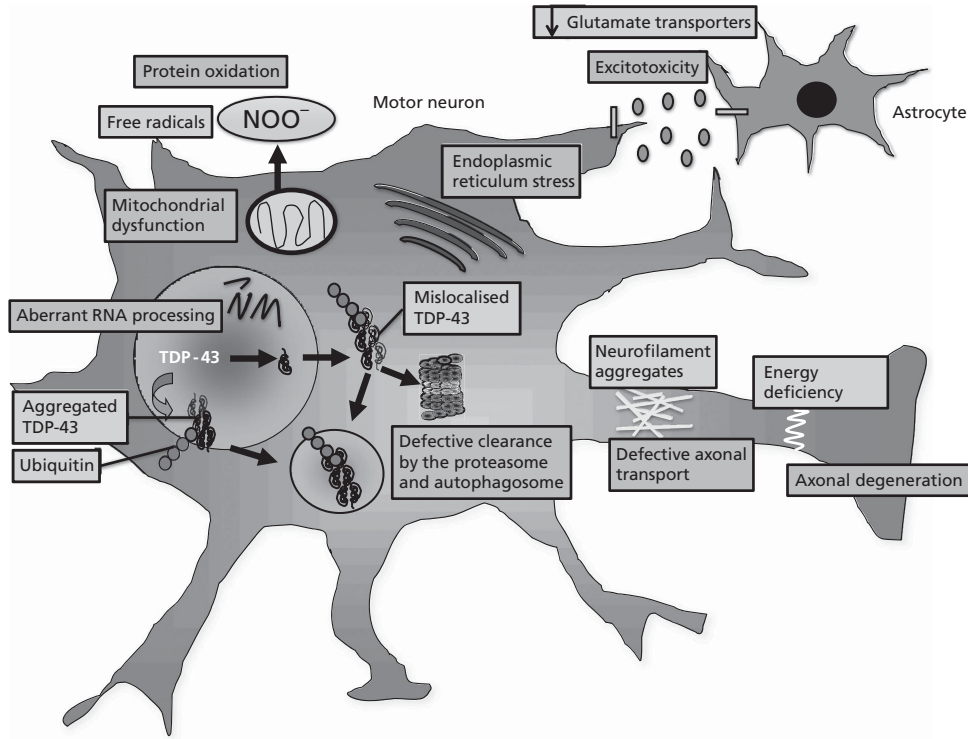 Glutamate transporters
Protein oxidation
Excitotoxicity
NOO⁻
Motor neuron
Free radicals
Astrocyte
Endoplasmic
reticulum stress
Mitochondrial
dysfunction
Mislocalised
TDP-43
Aberrant RNA processing
TDP-43
Neurofilament
aggregates
Energy
deficiency
Aggregated
TDP-43
Ubiquitin
Defective clearance
by the proteasome
and autophagosome
Defective axonal
transport
Axonal degeneration